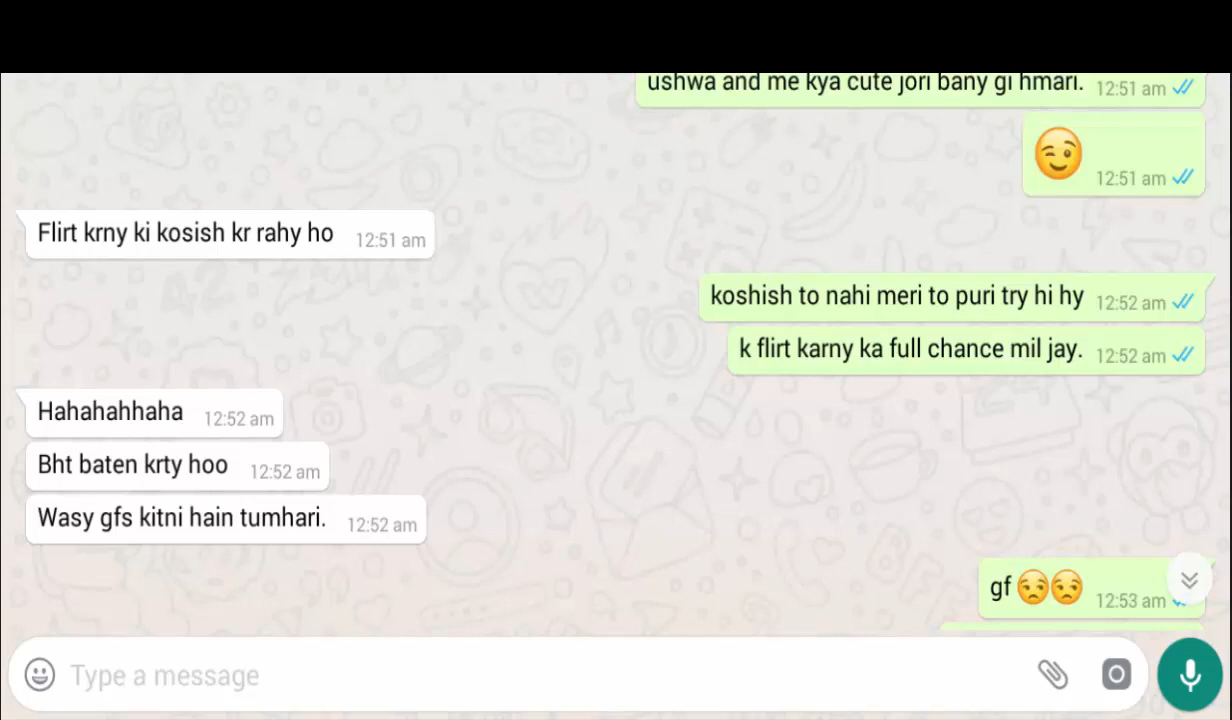 ushwa and me kya cute jori bany gi hmari. 12:51 am
12:51 am
Flirt krny ki kosish kr rahy ho 12:51 am
koshish to nahi meri to puri try hi hy 12:52 am
k flirt karny ka full chance mil jay. 12:52 am
Hahahahhaha 12:52 am
Bht baten krty hoo 12:52 am
Wasy gfs kitni hain tumhari. 12:52 am
gf 😒😒 12:53 am
Type a message